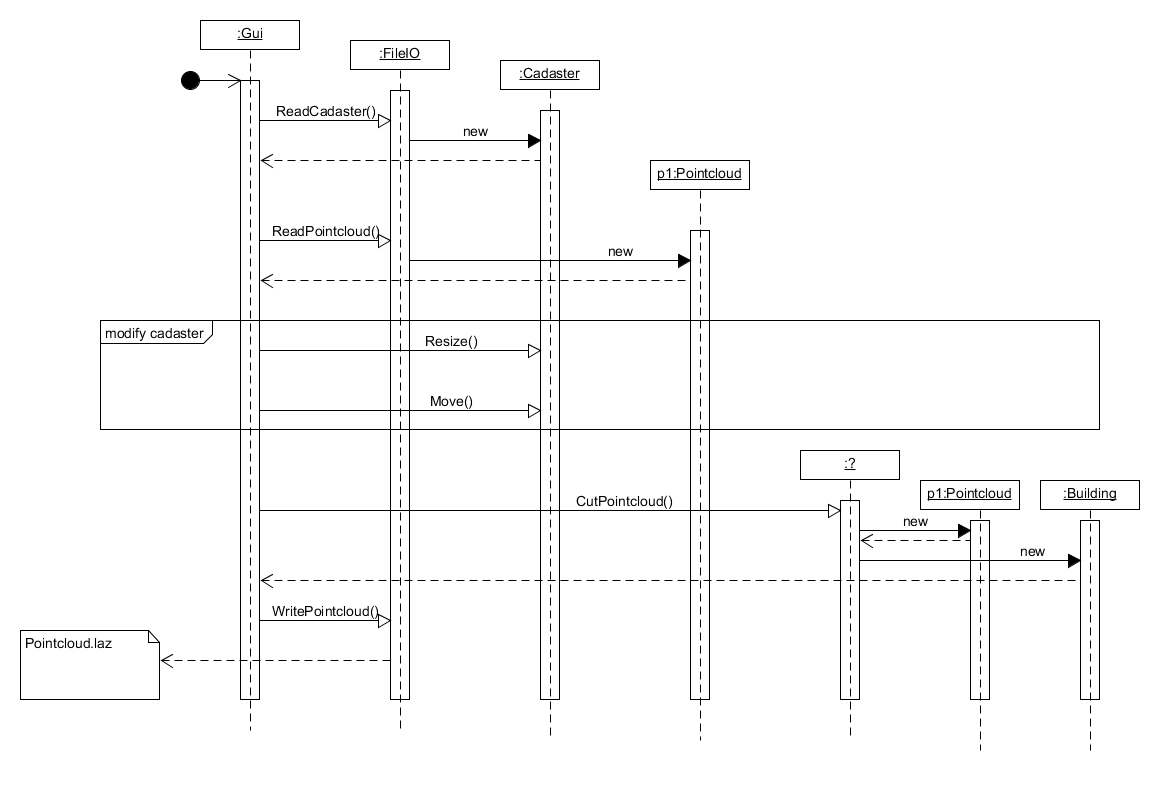 :Gui
:FileIO
:Cadaster
ReadCadaster()
new
p1:Pointcloud
ReadPointcloud()
new
modify cadaster
Resize()
Move()
:?
p1:Pointcloud
:Building
CutPointcloud()
new
new
WritePointcloud()
Pointcloud.laz